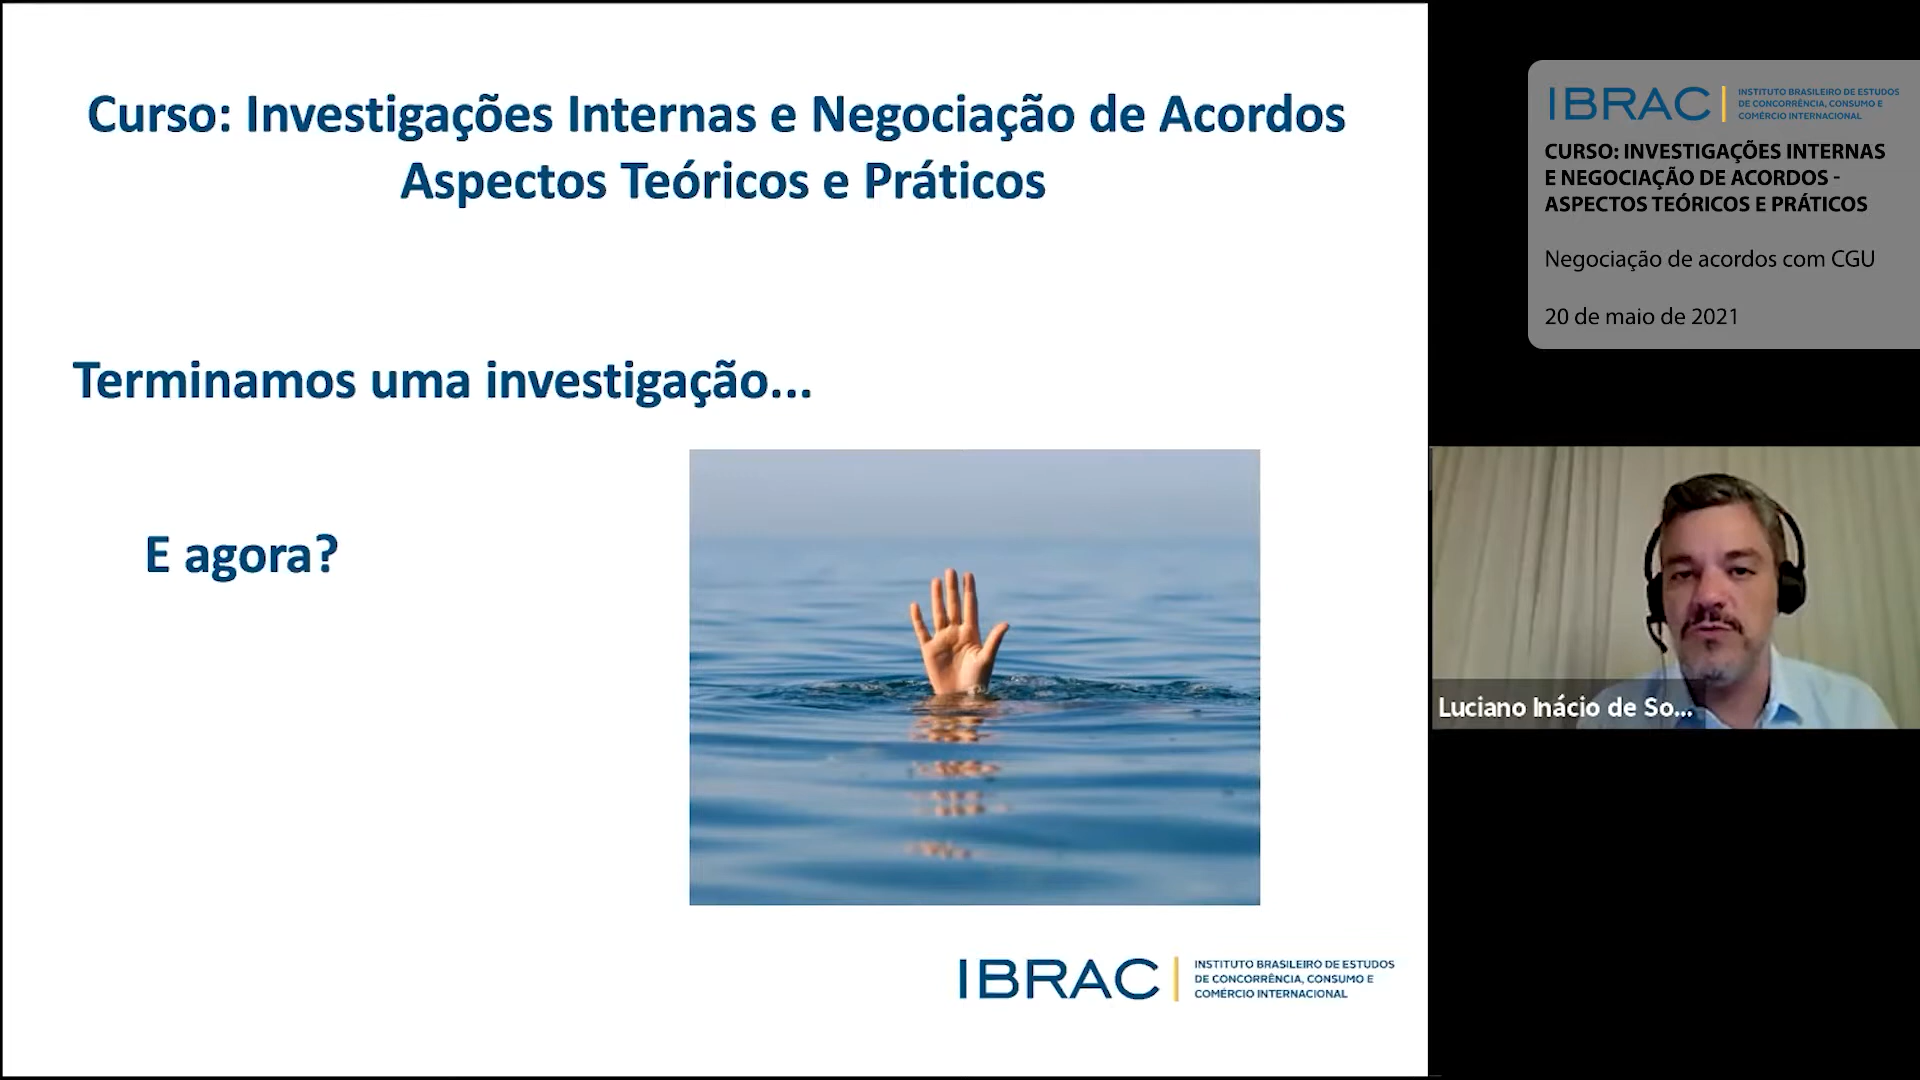 Curso: Investigações Internas e Negociação de Acordos
Aspectos Teóricos e Práticos
Terminamos uma investigação...
E agora?
IBRAC
INSTITUTO BRASILEIRO DE ESTUDOS
DE CONCORRÊNCIA, CONSUMO E
COMÉRCIO INTERNACIONAL
IBRAC
INSTITUTO BRASILEIRO DE ESTUDOS
DE CONCORRÊNCIA, CONSUMO E
COMÉRCIO INTERNACIONAL
CURSO: INVESTIGAÇÕES INTERNAS
E NEGOCIAÇÃO DE ACORDOS -
ASPECTOS TEÓRICOS E PRÁTICOS
Negociação de acordos com CGU
20 de maio de 2021
Luciano Inácio de So...